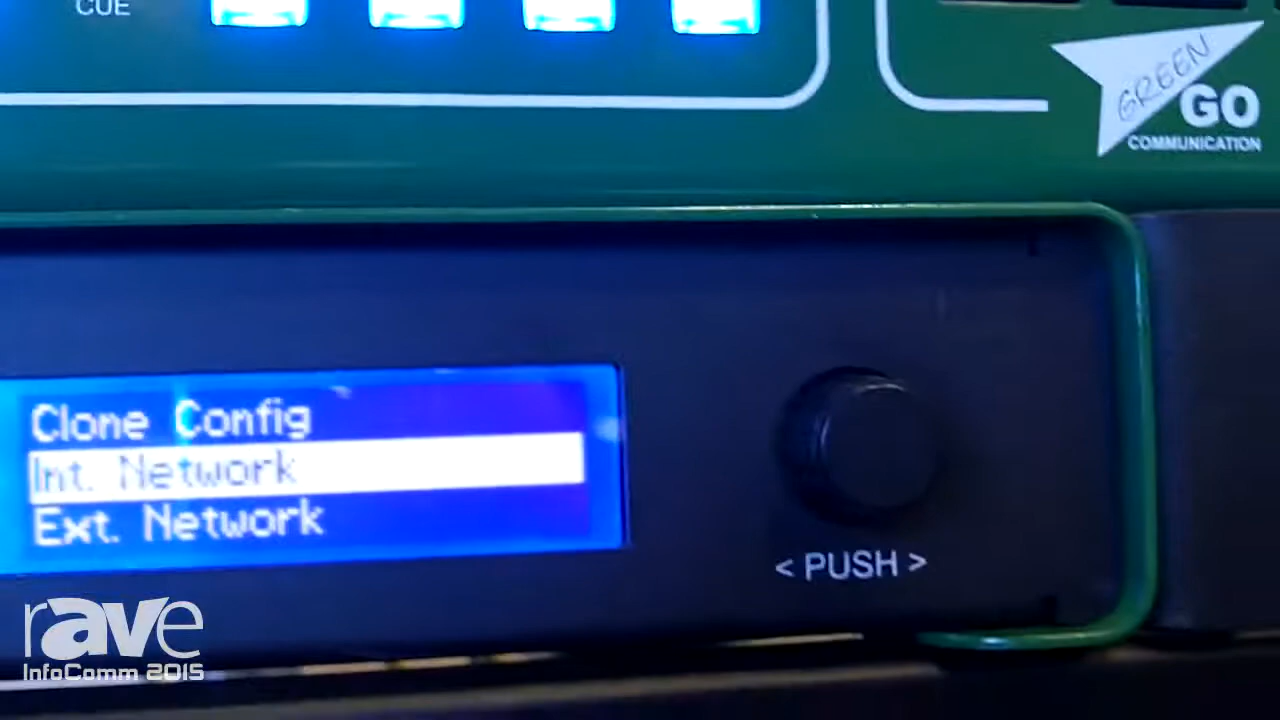 CUE
GREEN
GO
COMMUNICATION
Clone Config
Int. Network
Ext. Network
< PUSH >
rave
InfoComm 2015